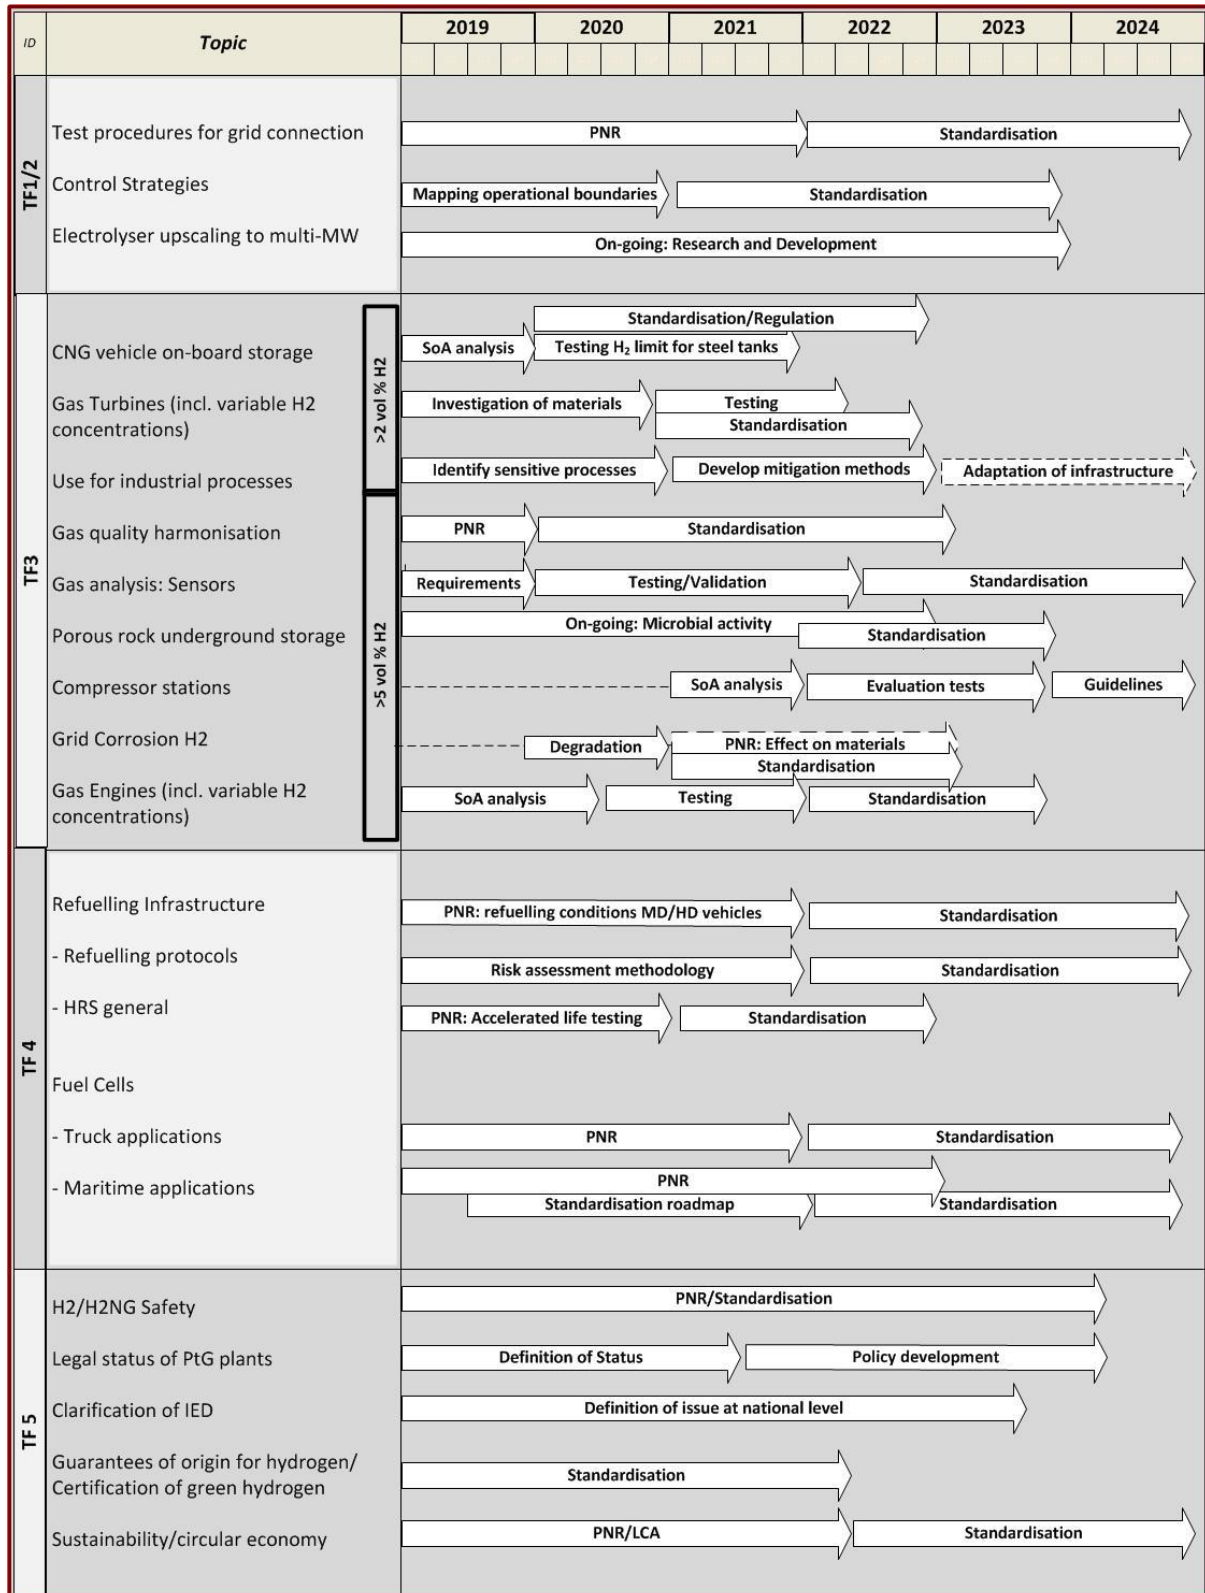 ID Topic 2019 2020 2021 2022 2023 2024
TF1/2
Test procedures for grid connection PNR Standardisation
Control Strategies Mapping operational boundaries Standardisation
Electrolyser upscaling to multi-MW On-going: Research and Development
TF3
>2 vol % H2
Standardisation/Regulation
CNG vehicle on-board storage SoA analysis Testing H₂ limit for steel tanks
Gas Turbines (incl. variable H2 Investigation of materials Testing
concentrations) Standardisation
Use for industrial processes Identify sensitive processes Develop mitigation methods Adaptation of infrastructure
>5 vol % H2
Gas quality harmonisation PNR Standardisation
Gas analysis: Sensors Requirements Testing/Validation Standardisation
On-going: Microbial activity
Porous rock underground storage Standardisation
Compressor stations SoA analysis Evaluation tests Guidelines
Grid Corrosion H2 Degradation PNR: Effect on materials
Standardisation
Gas Engines (incl. variable H2 SoA analysis Testing Standardisation
concentrations)
TF 4
Refuelling Infrastructure PNR: refuelling conditions MD/HD vehicles Standardisation
- Refuelling protocols Risk assessment methodology Standardisation
- HRS general PNR: Accelerated life testing Standardisation
Fuel Cells
- Truck applications PNR Standardisation
- Maritime applications PNR
Standardisation roadmap Standardisation
TF 5
H2/H2NG Safety PNR/Standardisation
Legal status of PtG plants Definition of Status Policy development
Clarification of IED Definition of issue at national level
Guarantees of origin for hydrogen/ Standardisation
Certification of green hydrogen
Sustainability/circular economy PNR/LCA Standardisation